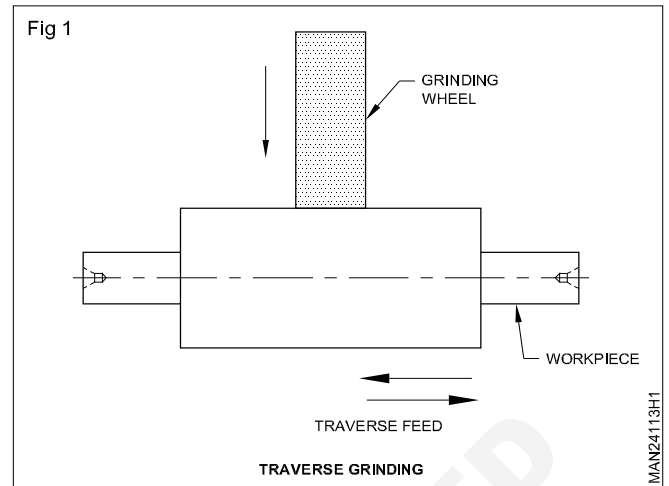 Fig 1
GRINDING
WHEEL
WORKPIECE
TRAVERSE FEED
TRAVERSE GRINDING
MAN24113H1